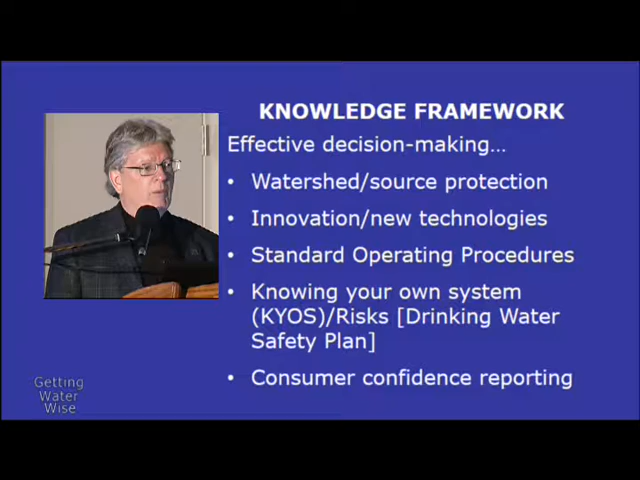 KNOWLEDGE FRAMEWORK
Effective decision-making...
• Watershed/source protection
• Innovation/new technologies
• Standard Operating Procedures
• Knowing your own system
(KYOS)/Risks [Drinking Water
Safety Plan]
• Consumer confidence reporting
Getting
Water
Wise